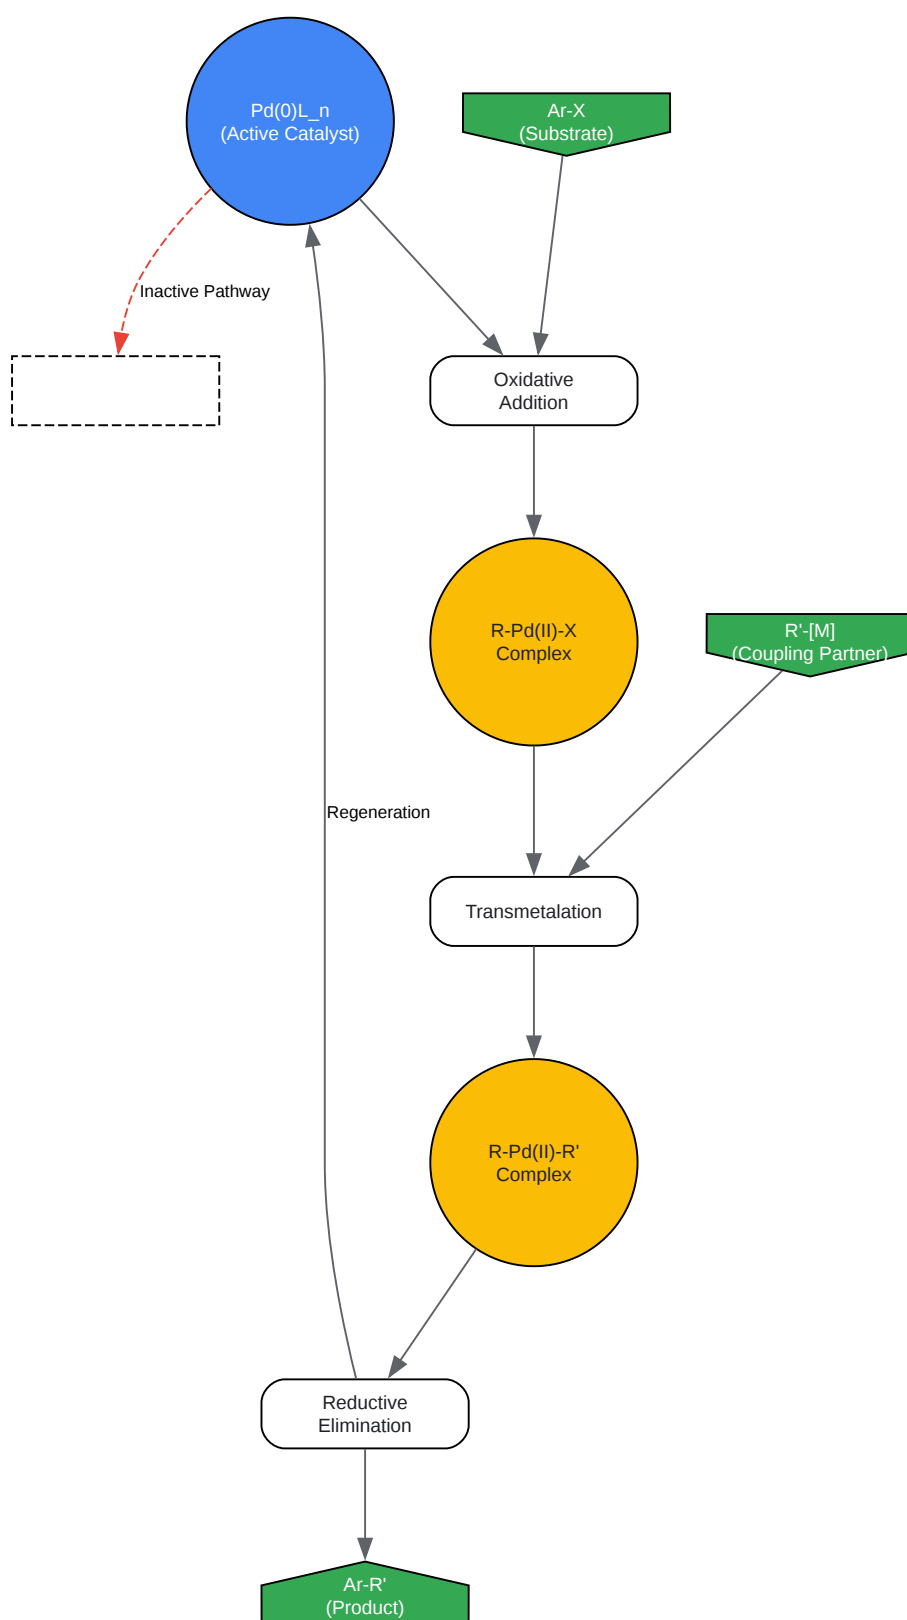 Pd(0)L_n
(Active Catalyst)
Ar-X
(Substrate)
Inactive Pathway
Oxidative
Addition
R-Pd(II)-X
Complex
R'-[M]
(Coupling Partner)
Regeneration
Transmetalation
R-Pd(II)-R'
Complex
Reductive
Elimination
Ar-R'
(Product)